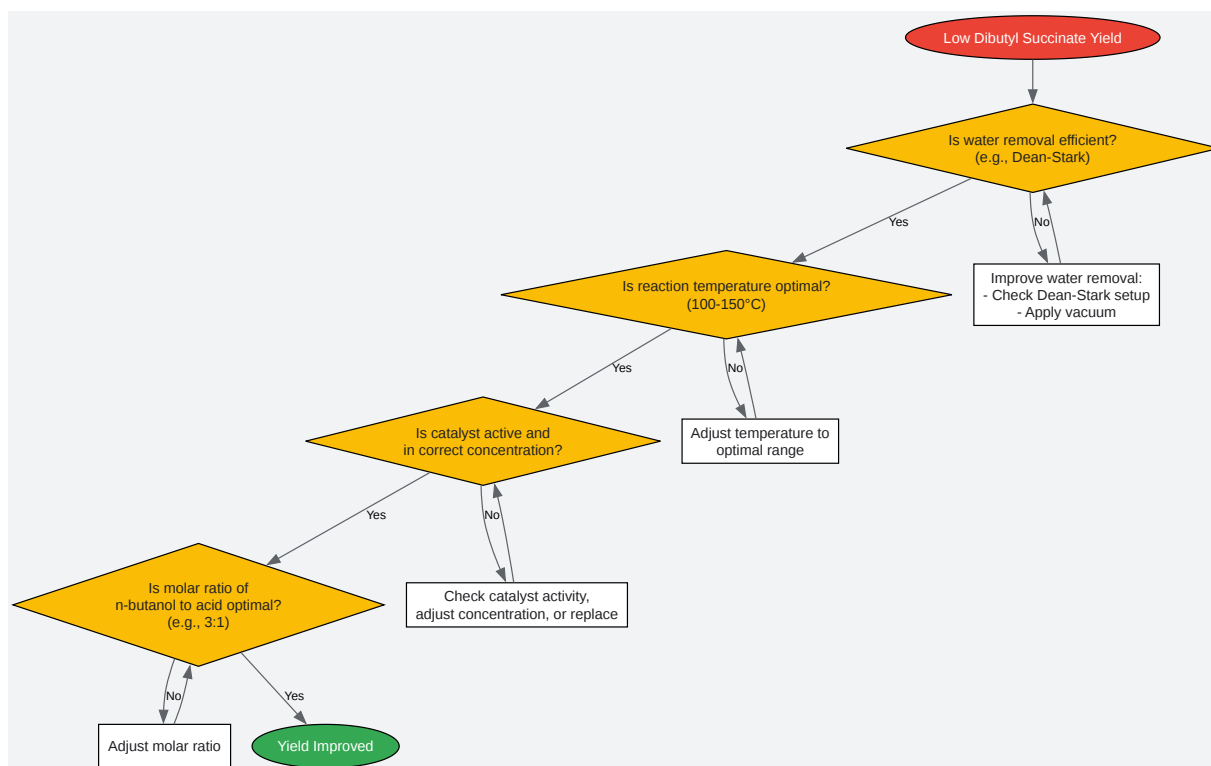 Low Dibutyl Succinate Yield
Is water removal efficient?
(e.g., Dean-Stark)
Yes
No
Improve water removal:
- Check Dean-Stark setup
- Apply vacuum
Is reaction temperature optimal?
(100-150°C)
Yes
No
Adjust temperature to
optimal range
Is catalyst active and
in correct concentration?
Yes
No
Check catalyst activity,
adjust concentration, or replace
Is molar ratio of
n-butanol to acid optimal?
(e.g., 3:1)
No
Yes
Adjust molar ratio
Yield Improved